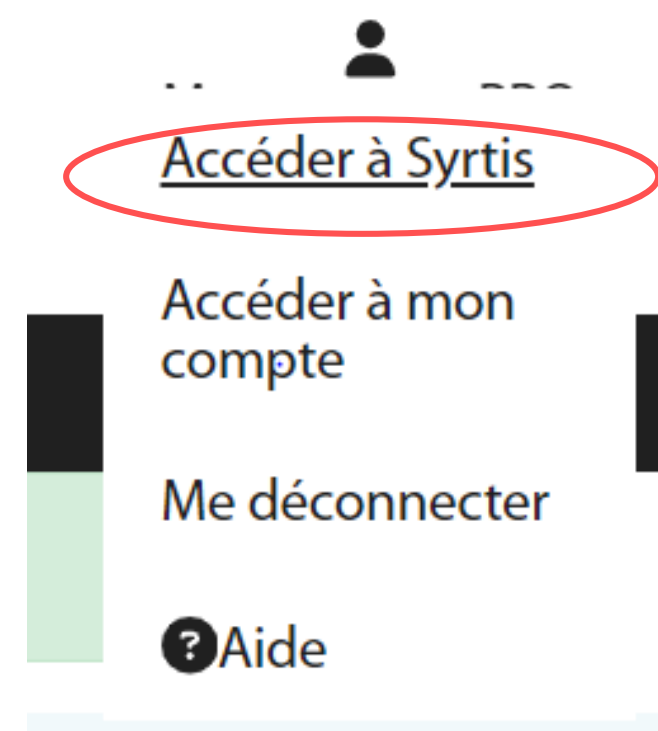 Accéder à Syrtis
Accéder à mon
compte
Me déconnecter
?Aide